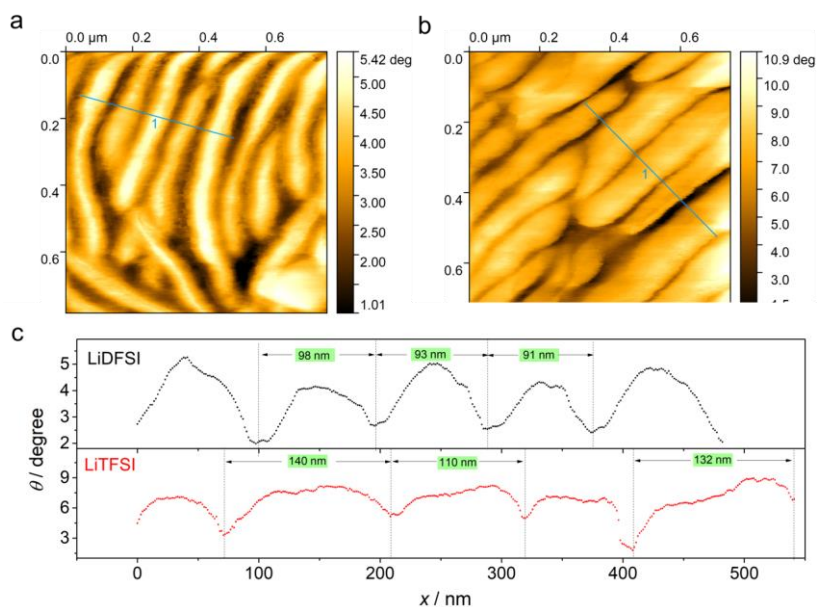 a
0.0 µm 0.2 0.4 0.6
0.0
0.2
0.4
0.6
1
5.42 deg
5.00
4.50
4.00
3.50
3.00
2.50
2.00
1.01
b
0.0 µm 0.2 0.4 0.6
0.0
0.2
0.4
0.6
1
10.9 deg
10.0
9.0
8.0
7.0
6.0
5.0
4.0
3.0
c
LiDFSI
98 nm 93 nm 91 nm
5
4
3
2
LiTFSI
140 nm 110 nm 132 nm
9
6
3
θ / degree
0 100 200 300 400 500
x / nm